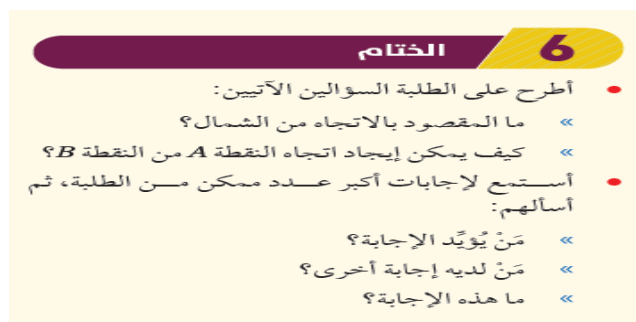 6 الختام
• أطرح على الطلبة السؤالين الآتيين:
» ما المقصود بالاتجاه من الشمال؟
» كيف يمكن إيجاد اتجاه النقطة A من النقطة B؟
• أستمع لإجابات أكبر عدد ممكن من الطلبة، ثم
أسألهم:
» مَنْ يُؤيِّد الإجابة؟
» مَنْ لديه إجابة أخرى؟
» ما هذه الإجابة؟